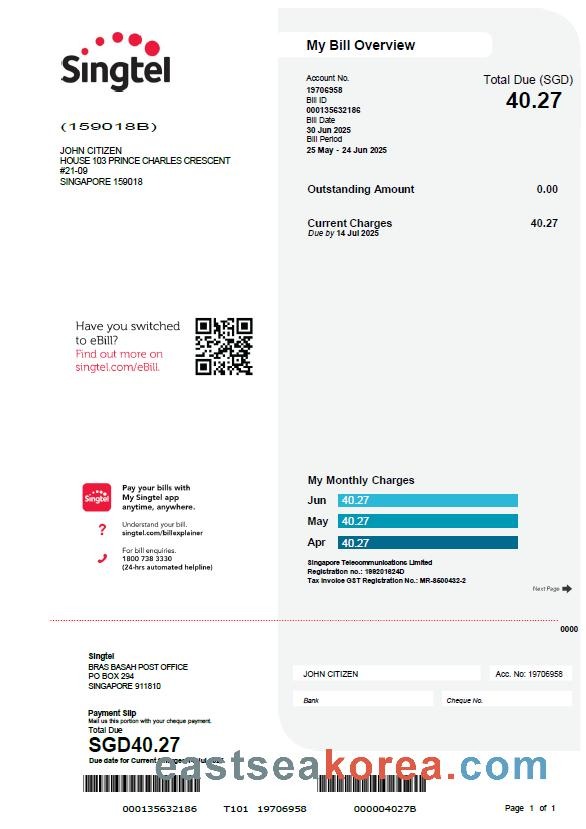 Singtel
My Bill Overview
Account No.
19706958
Bill ID
000135632186
Bill Date
30 Jun 2025
Bill Period
25 May - 24 Jun 2025
Total Due (SGD)
40.27
(159018B)
JOHN CITIZEN
HOUSE 103 PRINCE CHARLES CRESCENT
#21-09
SINGAPORE 159018
Outstanding Amount 0.00
Current Charges 40.27
Due by 14 Jul 2025
Have you switched
to eBill?
Find out more on
singtel.com/eBill.
My Monthly Charges
Jun 40.27
May 40.27
Apr 40.27
Singtel
Pay your bills with
My Singtel app
anytime, anywhere.
?
Understand your bill.
singtel.com/billexplainer
For bill enquiries.
1800 738 3330
(24-hrs automated helpline)
Singapore Telecommunications Limited
Registration no.: 199201624D
Tax Invoice GST Registration No.: MR-8500432-2
Next Page
0000
Singtel
BRAS BASAH POST OFFICE
PO BOX 294
SINGAPORE 911810
JOHN CITIZEN
Acc. No: 19706958
Bank
Cheque No.
Payment Slip
Mail us this portion with your cheque payment.
Total Due
SGD40.27
Due date for Current Charges: 14 Jul 2025
eastseakorea.com
000135632186 T101 19706958 000004027B
Page 1 of 1